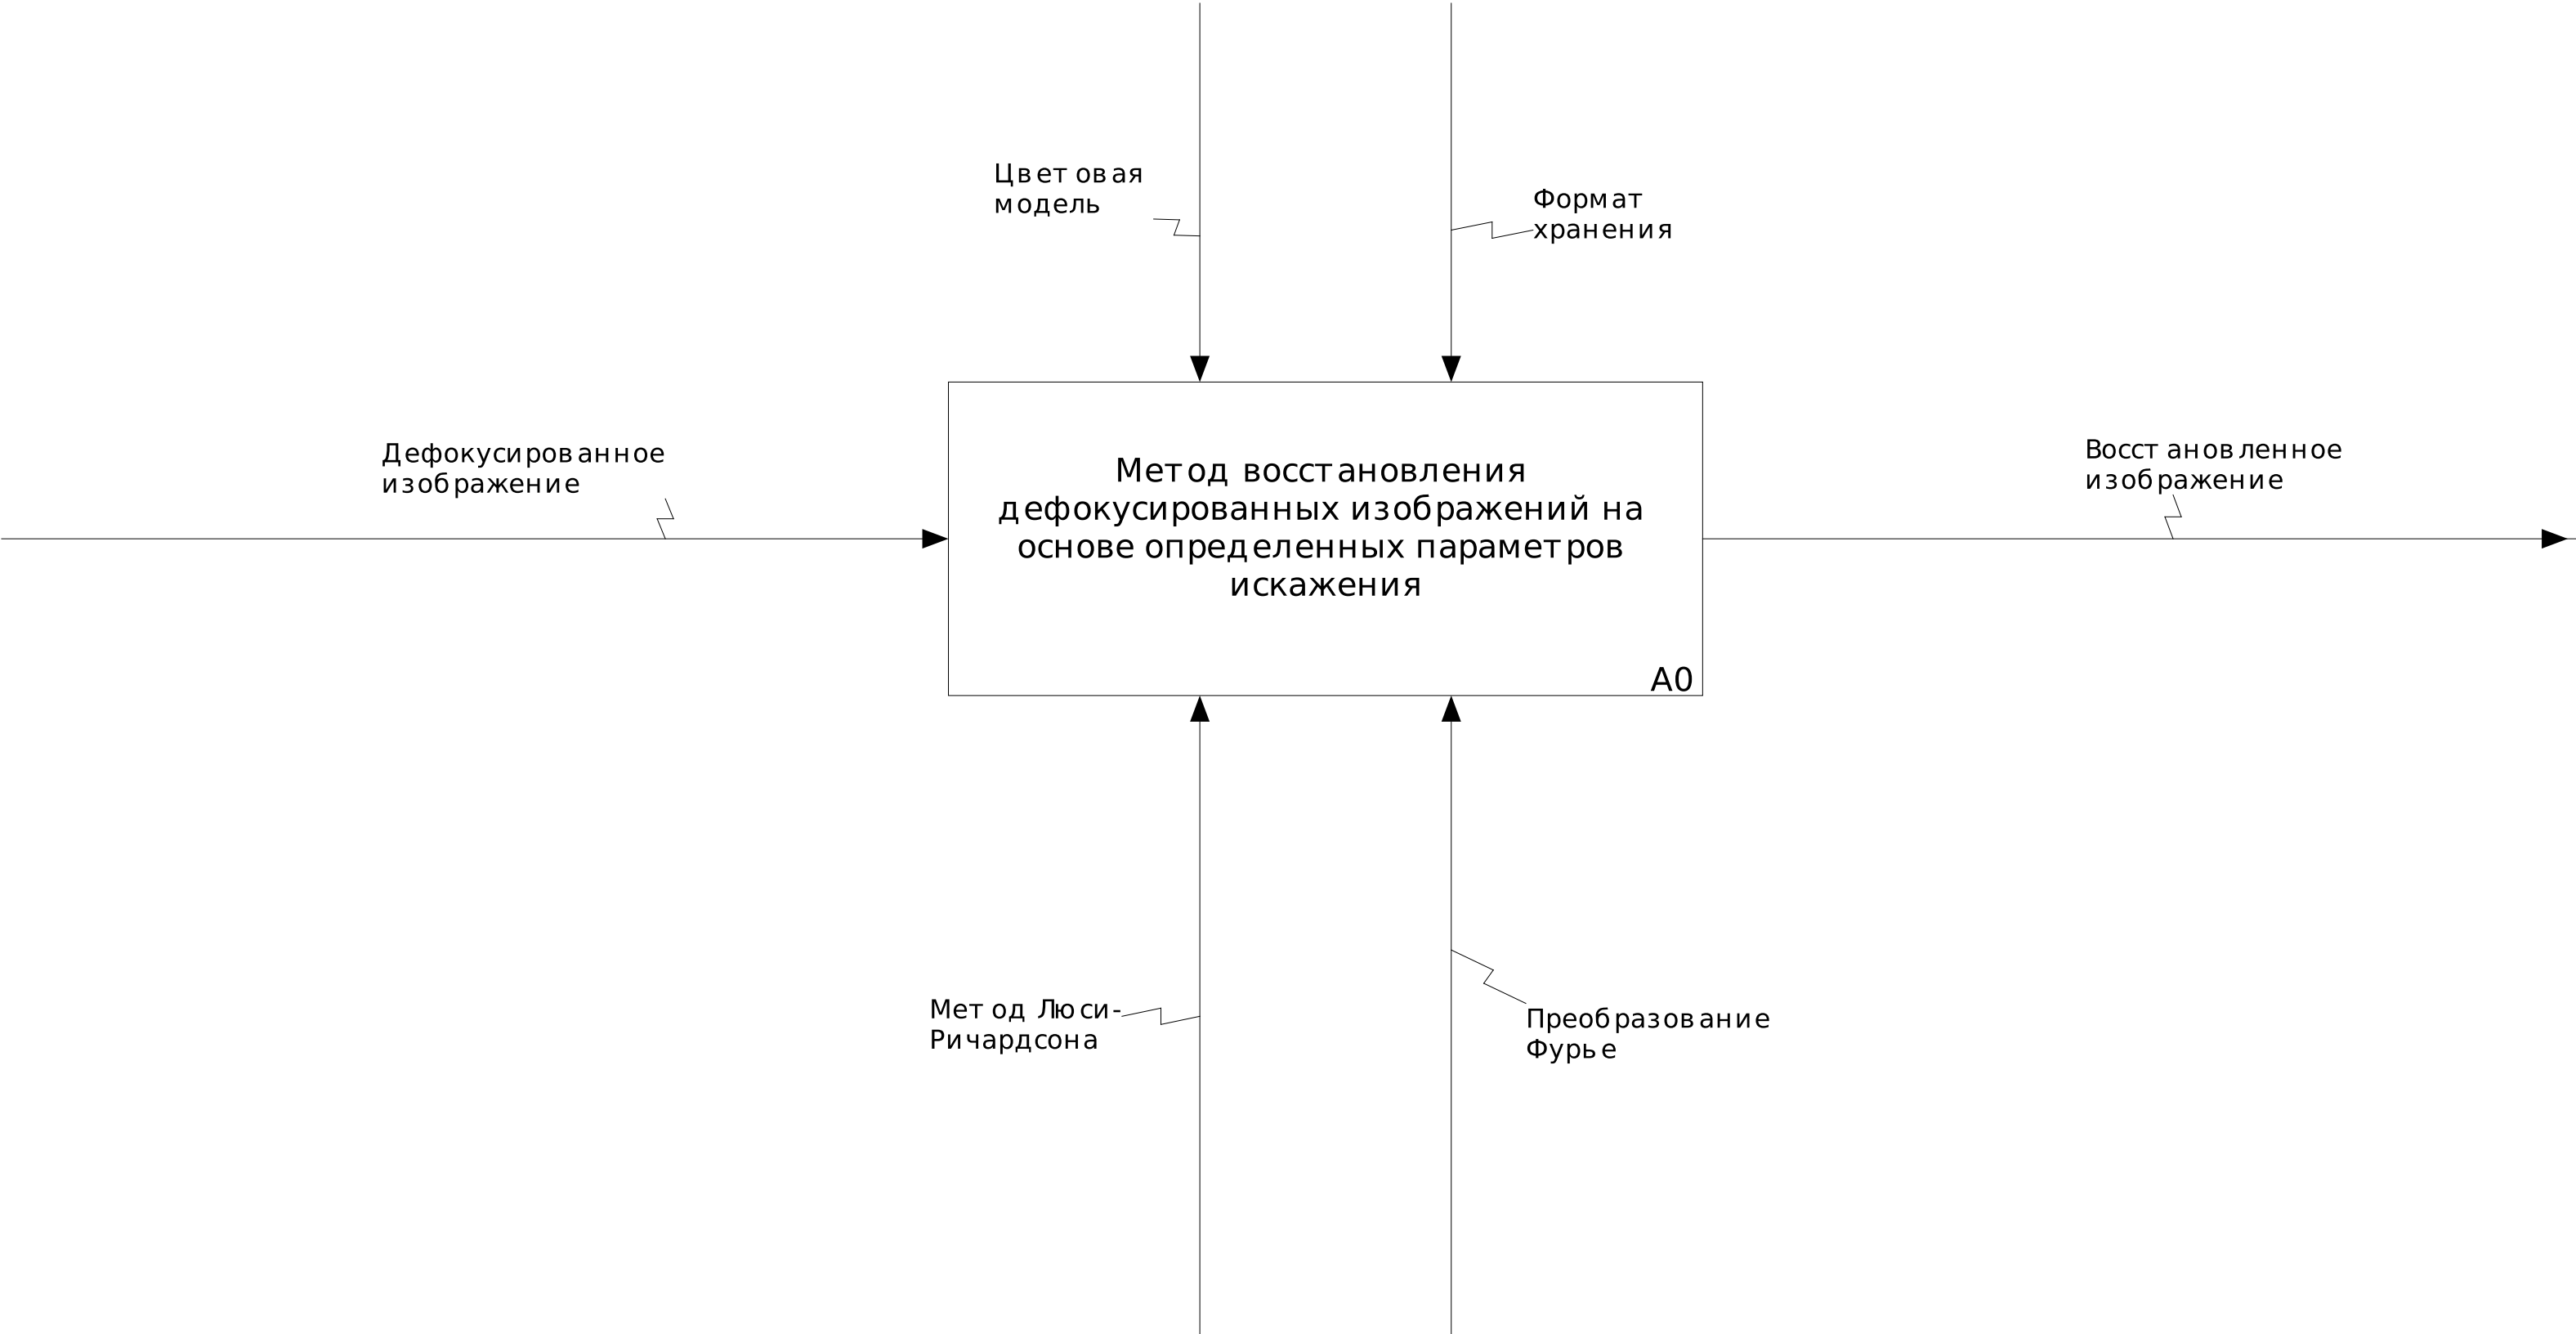 Цветовая
модель
Формат
хранения
Дефокусированное
изображение
Метод восстановления
дефокусированных изображений на
основе определенных параметров
искажения
A0
Восстановленное
изображение
Метод Люси-
Ричардсона
Преобразование
Фурье